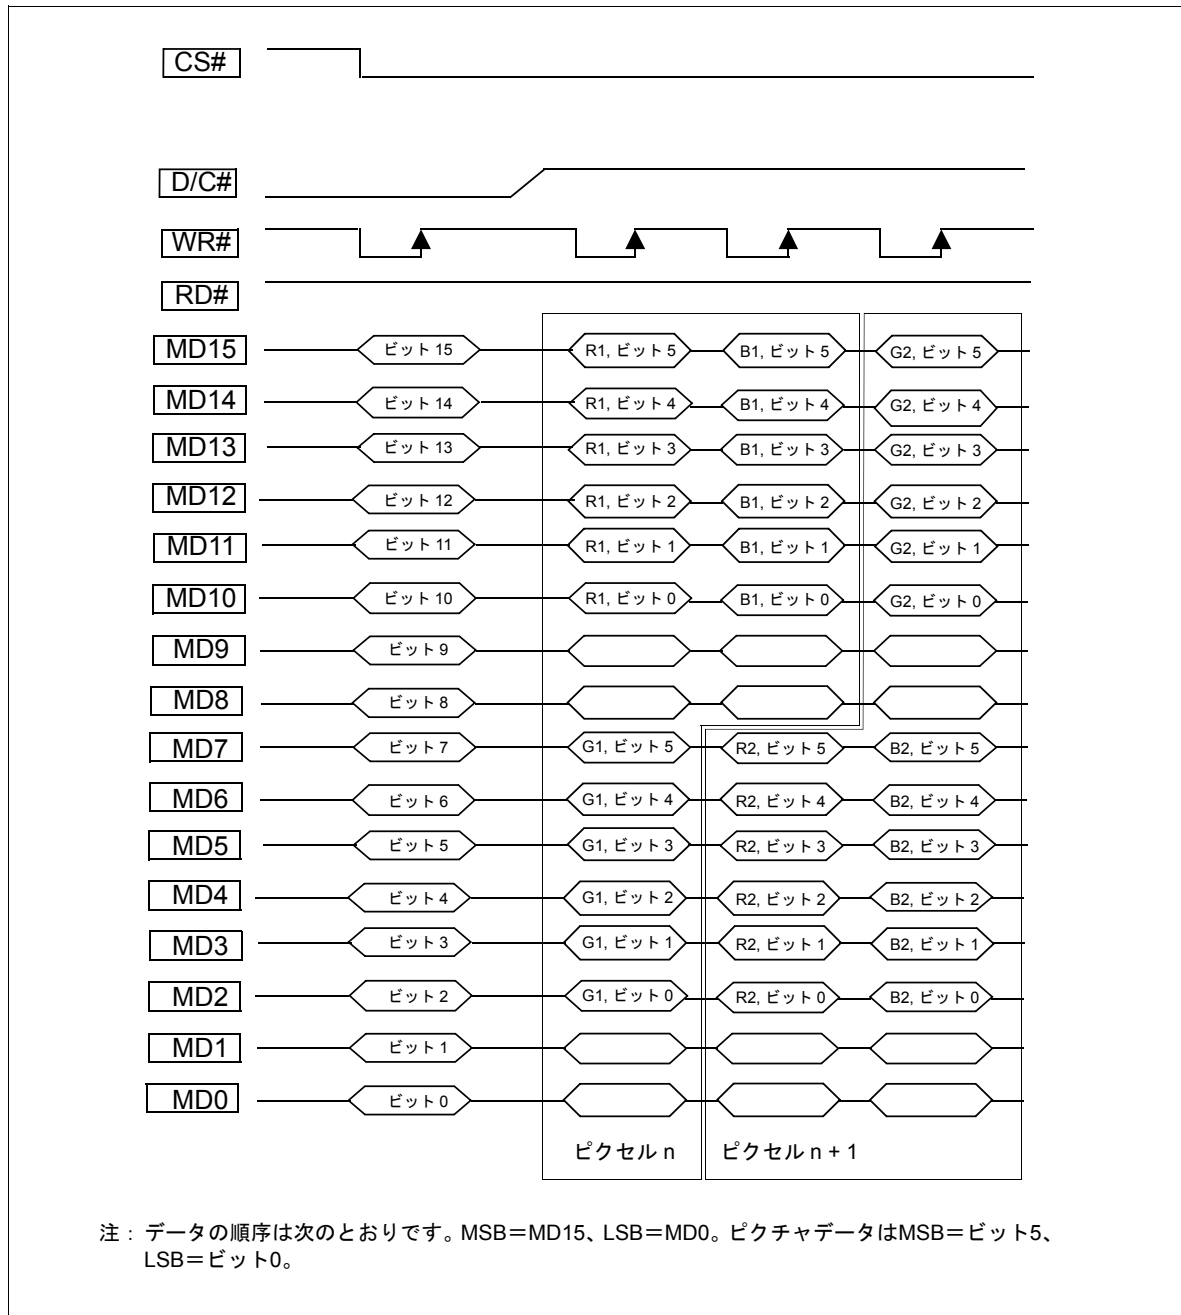 CS#
D/C#
WR#
RD#
MD15 ビット 15 R1, ビット 5 B1, ビット 5 G2, ビット 5
MD14 ビット 14 R1, ビット 4 B1, ビット 4 G2, ビット 4
MD13 ビット 13 R1, ビット 3 B1, ビット 3 G2, ビット 3
MD12 ビット 12 R1, ビット 2 B1, ビット 2 G2, ビット 2
MD11 ビット 11 R1, ビット 1 B1, ビット 1 G2, ビット 1
MD10 ビット 10 R1, ビット 0 B1, ビット 0 G2, ビット 0
MD9 ビット 9
MD8 ビット 8
MD7 ビット 7 G1, ビット 5 R2, ビット 5 B2, ビット 5
MD6 ビット 6 G1, ビット 4 R2, ビット 4 B2, ビット 4
MD5 ビット 5 G1, ビット 3 R2, ビット 3 B2, ビット 3
MD4 ビット 4 G1, ビット 2 R2, ビット 2 B2, ビット 2
MD3 ビット 3 G1, ビット 1 R2, ビット 1 B2, ビット 1
MD2 ビット 2 G1, ビット 0 R2, ビット 0 B2, ビット 0
MD1 ビット 1
MD0 ビット 0
ピクセル n ピクセル n + 1
注： データの順序は次のとおりです。MSB＝MD15、LSB＝MD0。ピクチャデータはMSB＝ビット5、
LSB＝ビット0。